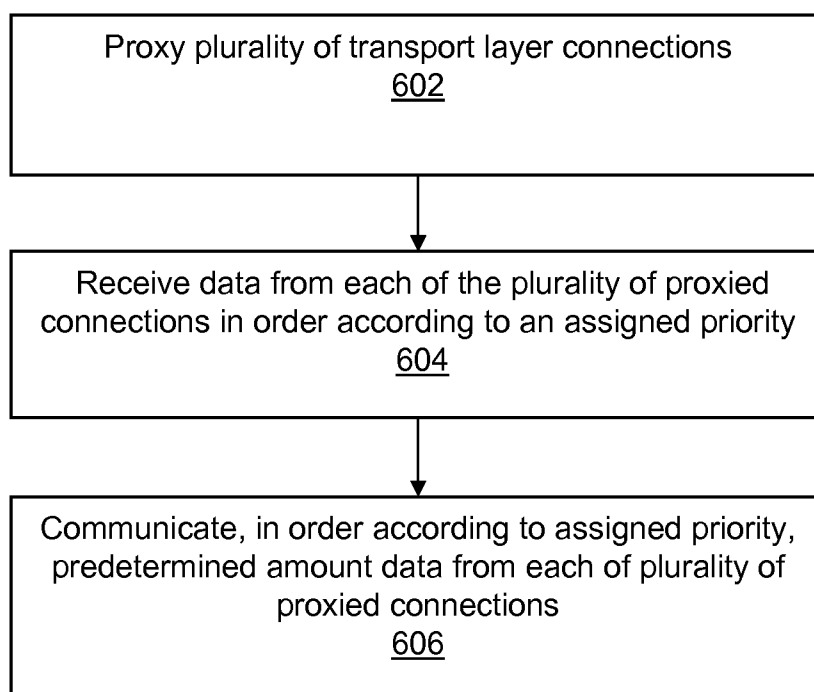 Proxy plurality of transport layer connections
602
Receive data from each of the plurality of proxied
connections in order according to an assigned priority
604
Communicate, in order according to assigned priority,
predetermined amount data from each of plurality of
proxied connections
606